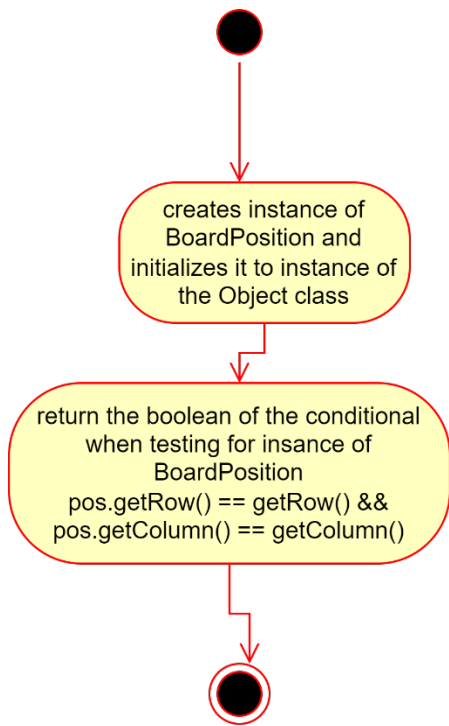 creates instance of
BoardPosition and
initializes it to instance of
the Object class
return the boolean of the conditional
when testing for insance of
BoardPosition
pos.getRow() == getRow() &&
pos.getColumn() == getColumn()